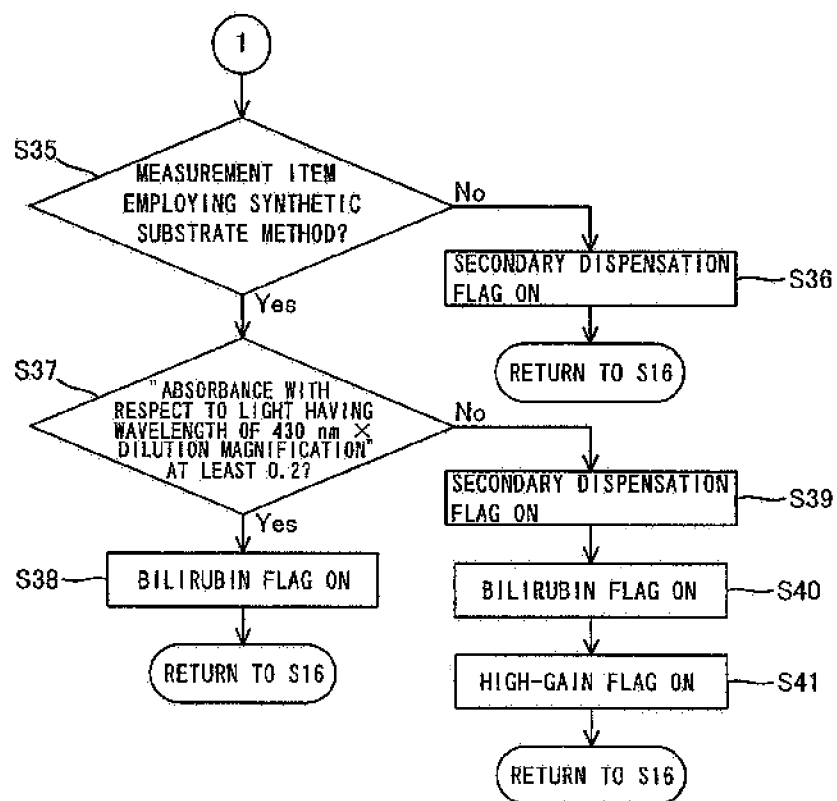 1
S35
MEASUREMENT ITEM
EMPLOYING SYNTHETIC
SUBSTRATE METHOD?
No
SECONDARY DISPENSATION
FLAG ON
S36
RETURN TO S16
Yes
S37
"ABSORBANCE WITH
RESPECT TO LIGHT HAVING
WAVELENGTH OF 430 nm ×
DILUTION MAGNIFICATION"
AT LEAST 0.2?
No
SECONDARY DISPENSATION
FLAG ON
S39
Yes
S38
BILIRUBIN FLAG ON
BILIRUBIN FLAG ON
S40
RETURN TO S16
HIGH-GAIN FLAG ON
S41
RETURN TO S16